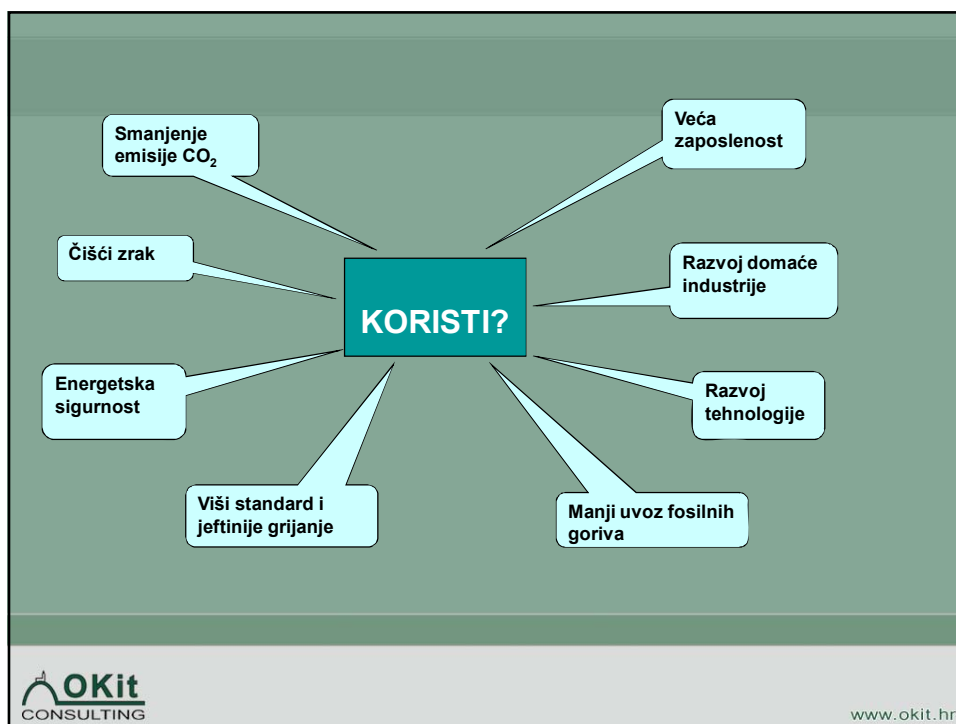 Smanjenje
emisije CO₂
Veća
zaposlenost
Čišći zrak
Razvoj domaće
industrije
KORISTI?
Energetska
sigurnost
Razvoj
tehnologije
Viši standard i
jeftinije grijanje
Manji uvoz fosilnih
goriva
OKit
CONSULTING
www.okit.hr